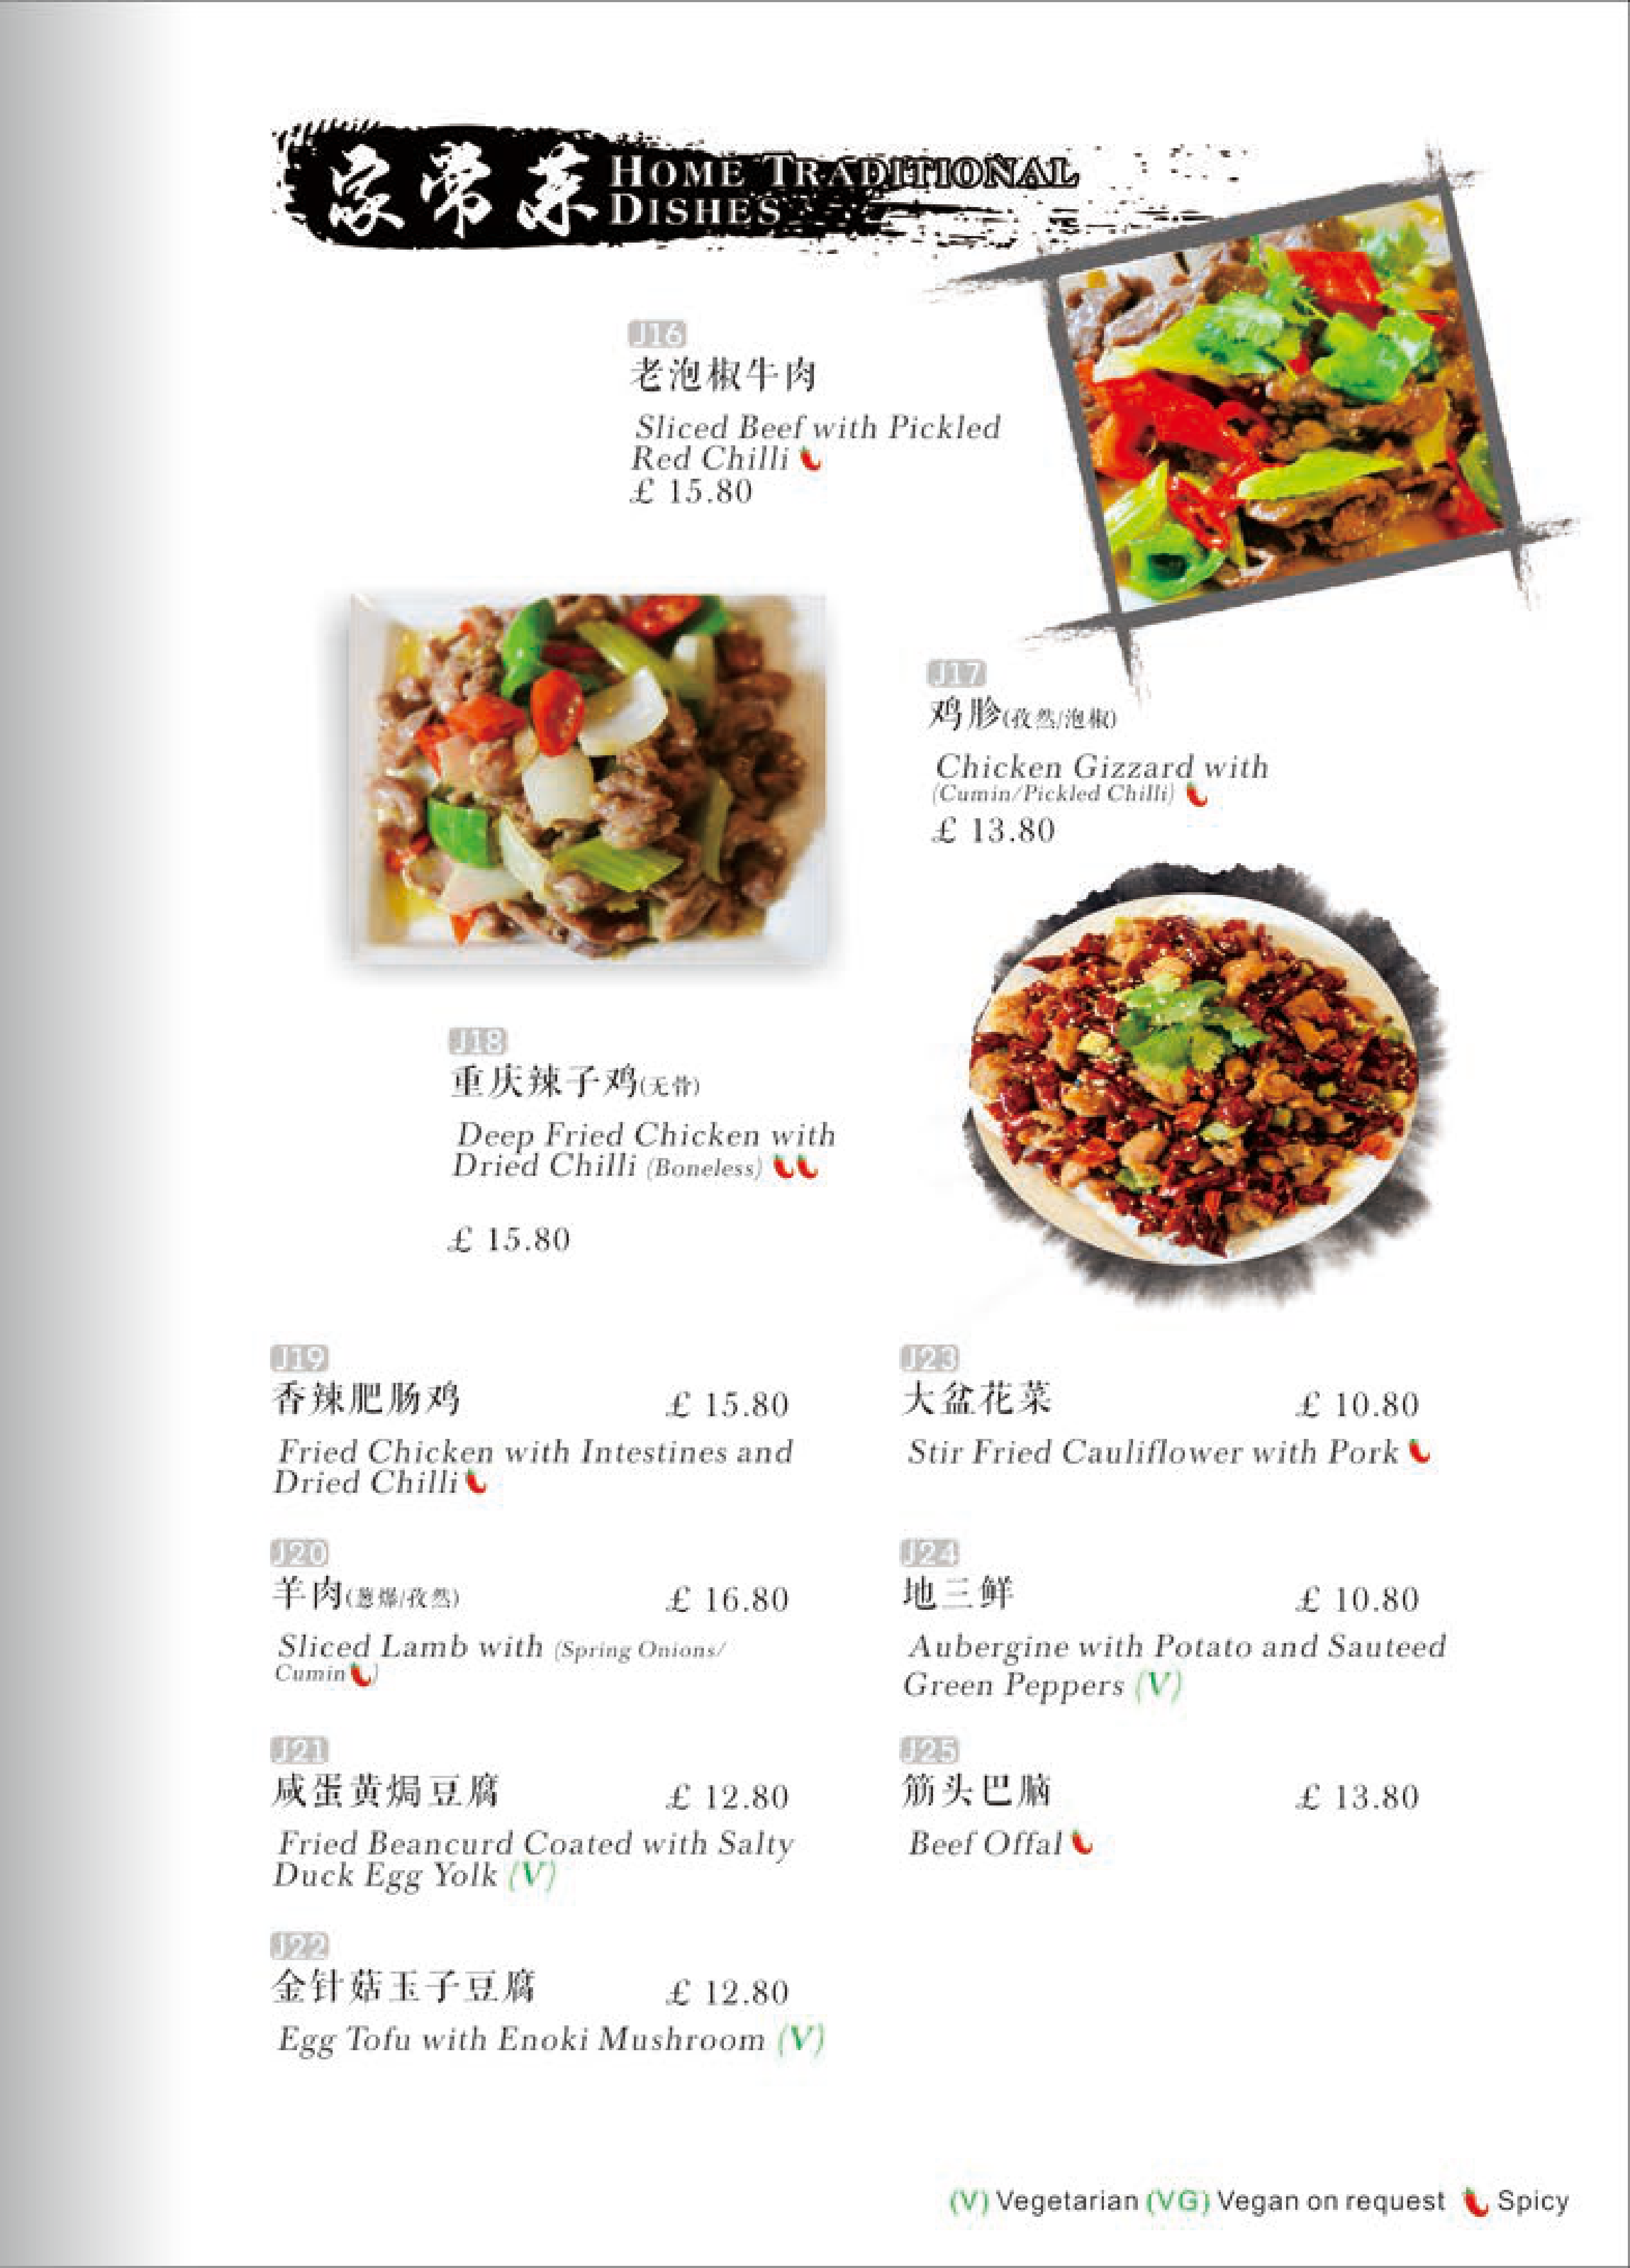 家常菜 HOME TRADITIONAL
DISHES
J16
老泡椒牛肉
Sliced Beef with Pickled
Red Chilli
£ 15.80
J17
鸡胗(孜然/泡椒)
Chicken Gizzard with
(Cumin/Pickled Chilli)
£ 13.80
J18
重庆辣子鸡(无骨)
Deep Fried Chicken with
Dried Chilli (Boneless)
£ 15.80
J19
香辣肥肠鸡 £ 15.80
Fried Chicken with Intestines and
Dried Chilli
J20
羊肉(葱爆/孜然) £ 16.80
Sliced Lamb with (Spring Onions/
Cumin)
J21
咸蛋黄焗豆腐 £ 12.80
Fried Beancurd Coated with Salty
Duck Egg Yolk (V)
J22
金针菇玉子豆腐 £ 12.80
Egg Tofu with Enoki Mushroom (V)
J23
大盆花菜 £ 10.80
Stir Fried Cauliflower with Pork
J24
地三鲜 £ 10.80
Aubergine with Potato and Sauteed
Green Peppers (V)
J25
筋头巴脑 £ 13.80
Beef Offal
(V) Vegetarian (VG) Vegan on request Spicy